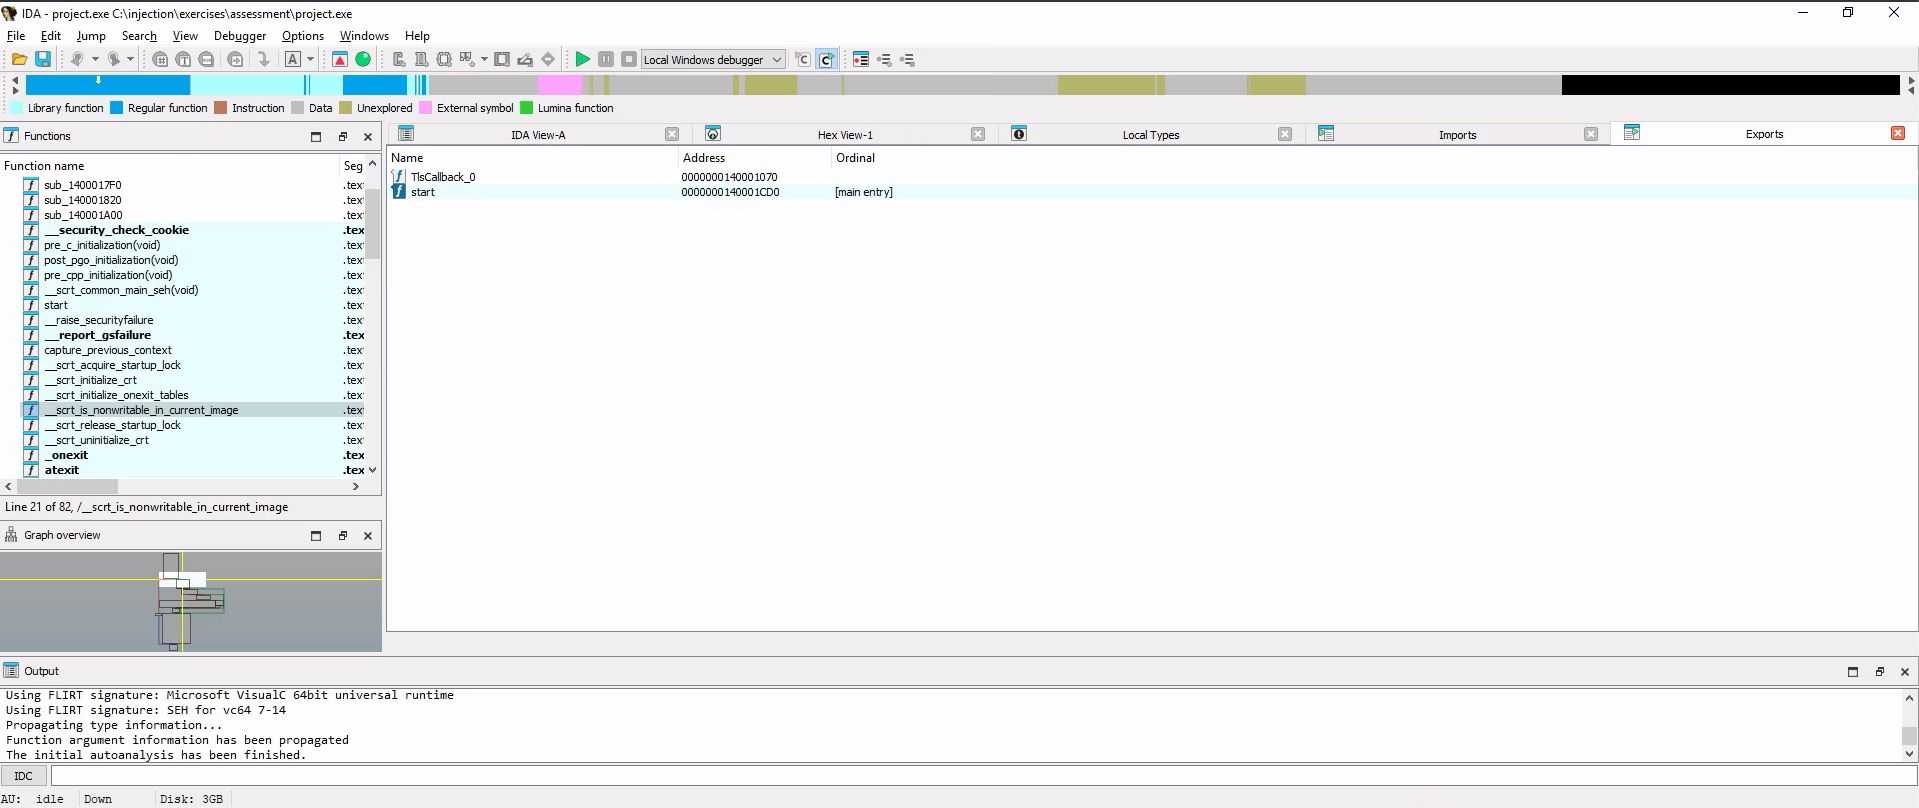 IDA - project.exe C:\injection\exercises\assessment\project.exe
File Edit Jump Search View Debugger Options Windows Help
A Local Windows debugger
Library function Regular function Instruction Data Unexplored External symbol Lumina function
Functions
IDA View-A Hex View-1 Local Types Imports Exports
Function name Seg
sub_1400017F0 .tex
sub_140001820 .tex
sub_140001A00 .tex
__security_check_cookie .tex
pre_c_initialization(void) .tex
post_pgo_initialization(void) .tex
pre_cpp_initialization(void) .tex
__scrt_common_main_seh(void) .tex
start .tex
__raise_securityfailure .tex
__report_gsfailure .tex
capture_previous_context .tex
__scrt_acquire_startup_lock .tex
__scrt_initialize_crt .tex
__scrt_initialize_onexit_tables .tex
__scrt_is_nonwritable_in_current_image .tex
__scrt_release_startup_lock .tex
__scrt_uninitialize_crt .tex
_onexit .tex
atexit .tex
Line 21 of 82, /__scrt_is_nonwritable_in_current_image
Name Address Ordinal
TlsCallback_0 0000000140001070
start 0000000140001CD0 [main entry]
Graph overview
Output
Using FLIRT signature: Microsoft VisualC 64bit universal runtime
Using FLIRT signature: SEH for vc64 7-14
Propagating type information...
Function argument information has been propagated
The initial autoanalysis has been finished.
IDC
AU: idle Down Disk: 3GB